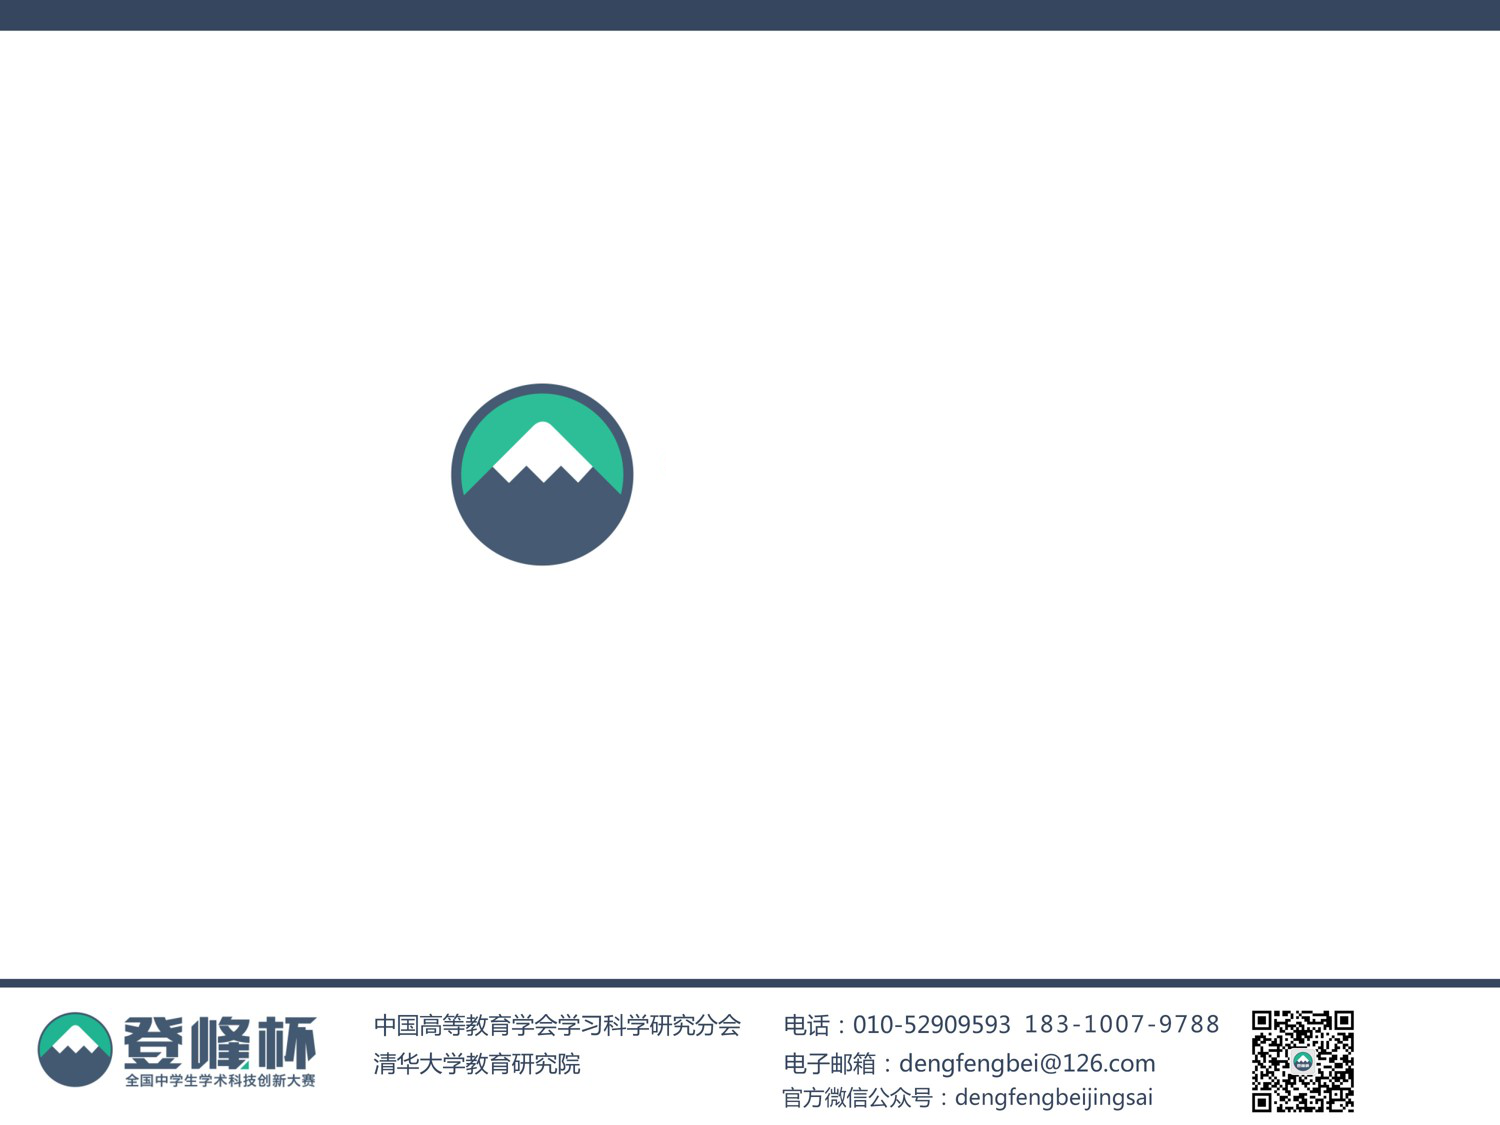 登峰杯
全国中学生学术科技创新大赛
中国高等教育学会学习科学研究分会
清华大学教育研究院
电话：010-52909593 183-1007-9788
电子邮箱：dengfengbei@126.com
官方微信公众号：dengfengbeijingsai